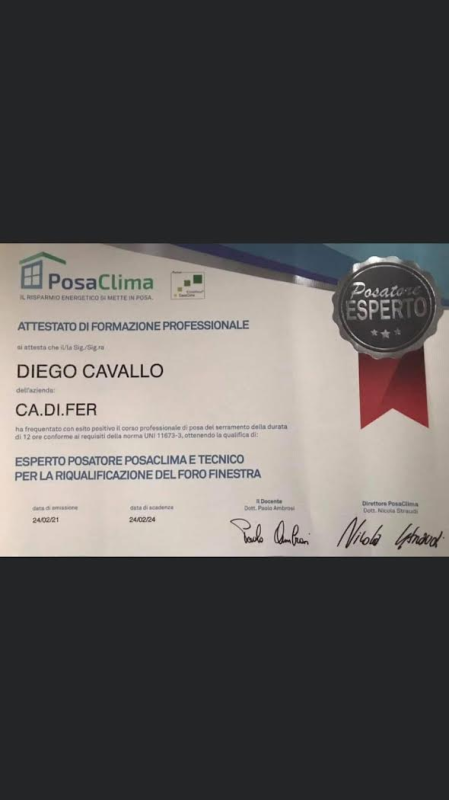 PosaClima
IL RISPARMIO ENERGETICO SI METTE IN POSA.
Posatore
ESPERTO
ATTESTATO DI FORMAZIONE PROFESSIONALE
si attesta che il/la Sig./Sig.ra
DIEGO CAVALLO
dell'azienda:
CA.DI.FER
ha frequentato con esito positivo il corso professionale di posa del serramento della durata
di 12 ore conforme ai requisiti della norma UNI 11673-3, ottenendo la qualifica di:
ESPERTO POSATORE POSACLIMA E TECNICO
PER LA RIQUALIFICAZIONE DEL FORO FINESTRA
data di emissione
24/02/21
data di scadenza
24/02/24
Il Docente
Dott. Paolo Ambrosi
Direttore PosaClima
Dott. Nicola Straudi